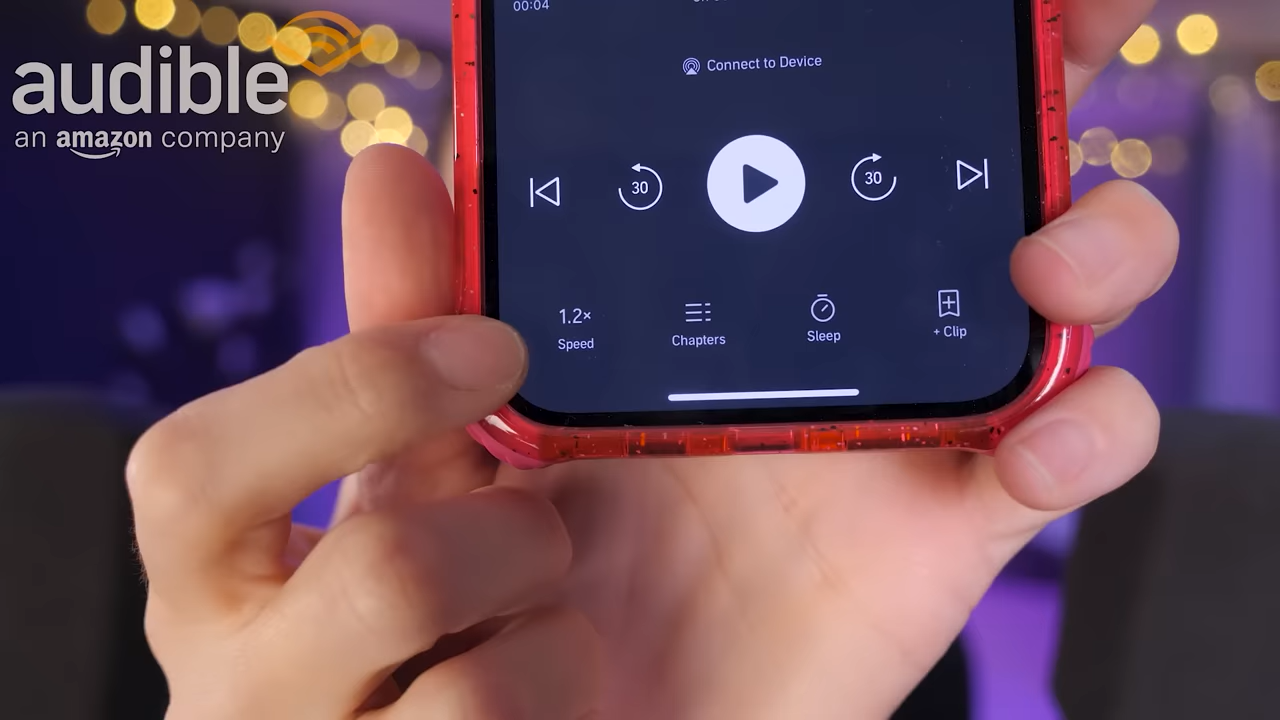 audible
an amazon company
00:04
Connect to Device
30
30
1.2×
Speed
Chapters
Sleep
+ Clip